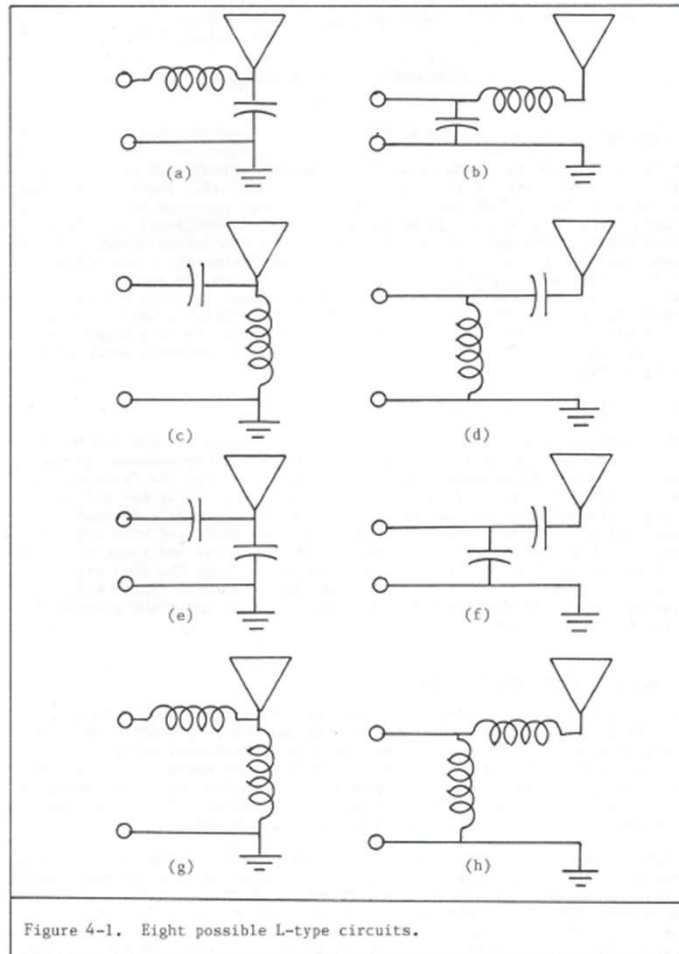 (a)
(b)
(c)
(d)
(e)
(f)
(g)
(h)
Figure 4-1. Eight possible L-type circuits.